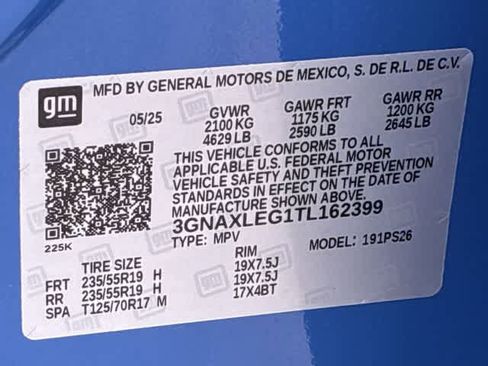 gm
MFD BY GENERAL MOTORS DE MEXICO, S. DE R.L. DE C.V.
05/25 GVWR GAWR FRT GAWR RR
2100 KG 1175 KG 1200 KG
4629 LB 2590 LB 2645 LB
THIS VEHICLE CONFORMS TO ALL
APPLICABLE U.S. FEDERAL MOTOR
VEHICLE SAFETY AND THEFT PREVENTION
STANDARDS IN EFFECT ON THE DATE OF
MANUFACTURE SHOWN ABOVE.
225K
3GNAXLEG1TL162399
TYPE: MPV MODEL: 191PS26
TIRE SIZE RIM
FRT 235/55R19 H 19X7.5J
RR 235/55R19 H 19X7.5J
SPA T125/70R17 M 17X4BT